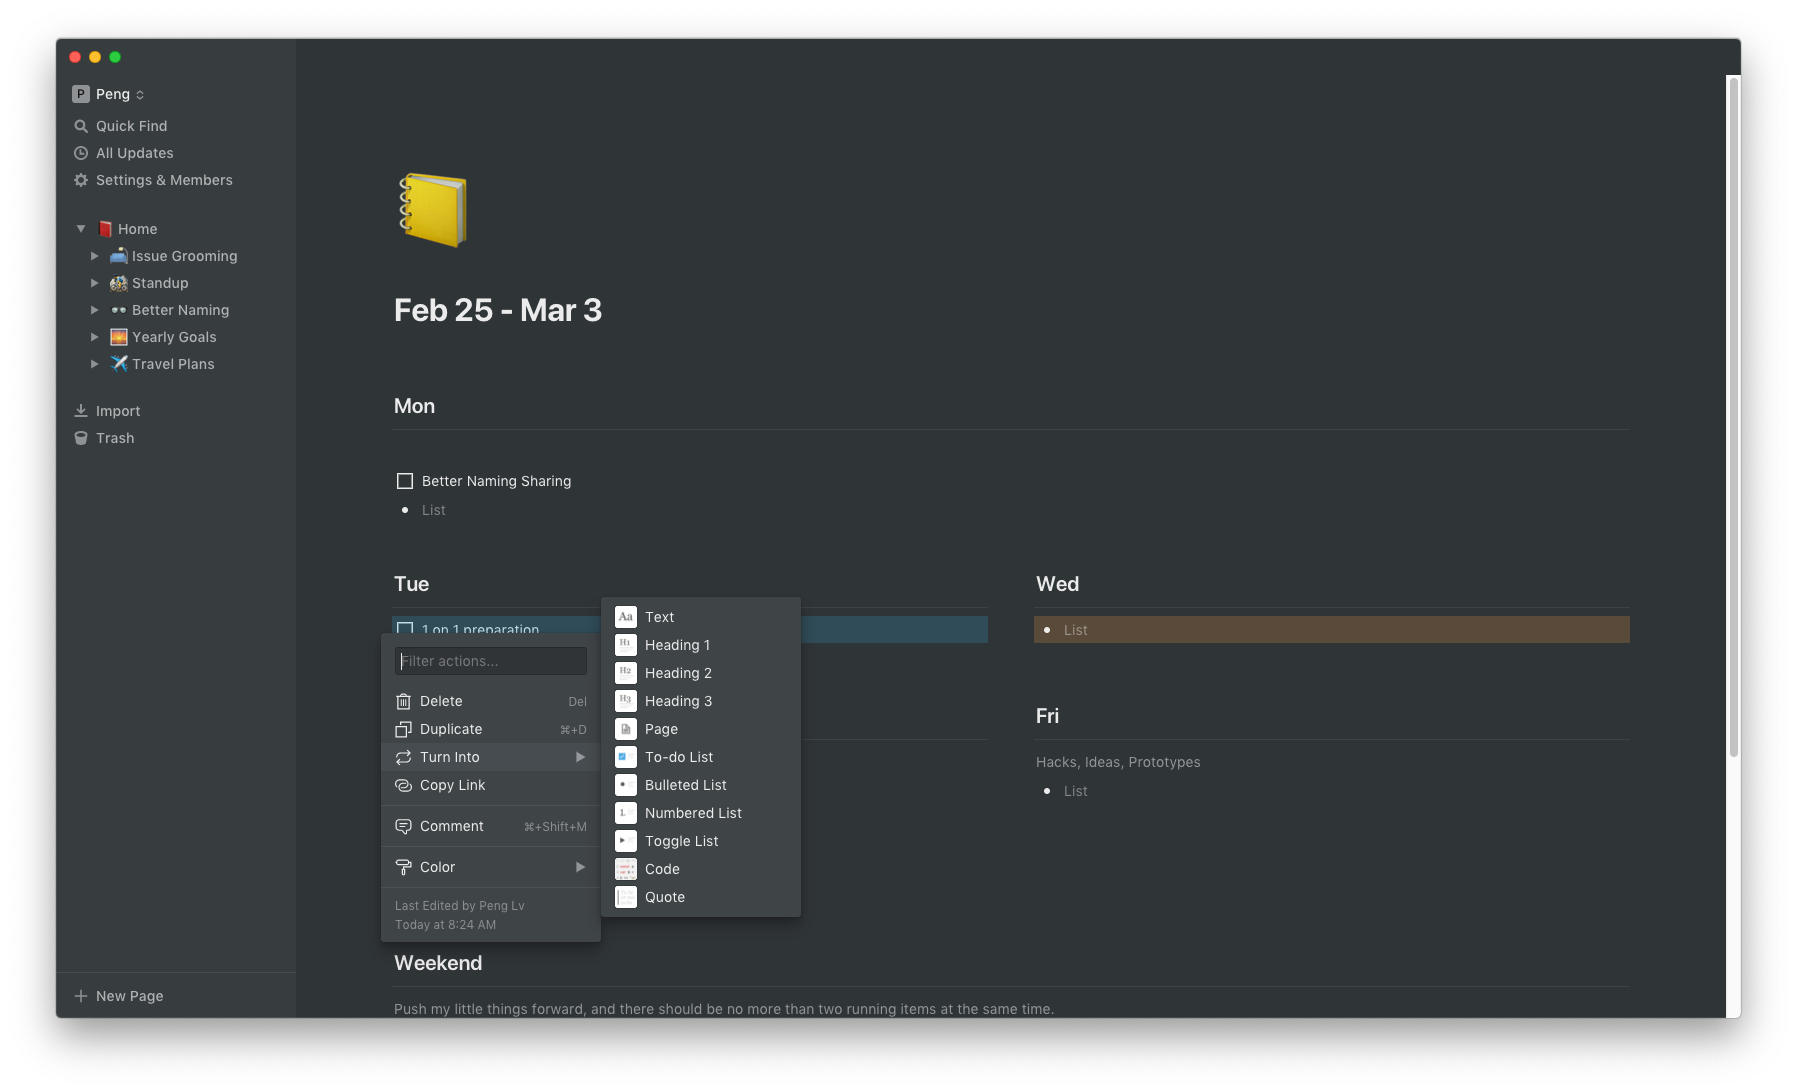 P Peng
Quick Find
All Updates
Settings & Members
Home
Issue Grooming
Standup
Better Naming
Yearly Goals
Travel Plans
Import
Trash
New Page
Feb 25 - Mar 3
Mon
Better Naming Sharing
List
Tue
1 on 1 preparation
Filter actions...
Delete Del
Duplicate ⌘+D
Turn Into
Copy Link
Comment ⌘+Shift+M
Color
Last Edited by Peng Lv
Today at 8:24 AM
Aa Text
H1 Heading 1
H2 Heading 2
H3 Heading 3
Page
To-do List
Bulleted List
1. Numbered List
Toggle List
Code
Quote
Wed
List
Fri
Hacks, Ideas, Prototypes
List
Weekend
Push my little things forward, and there should be no more than two running items at the same time.